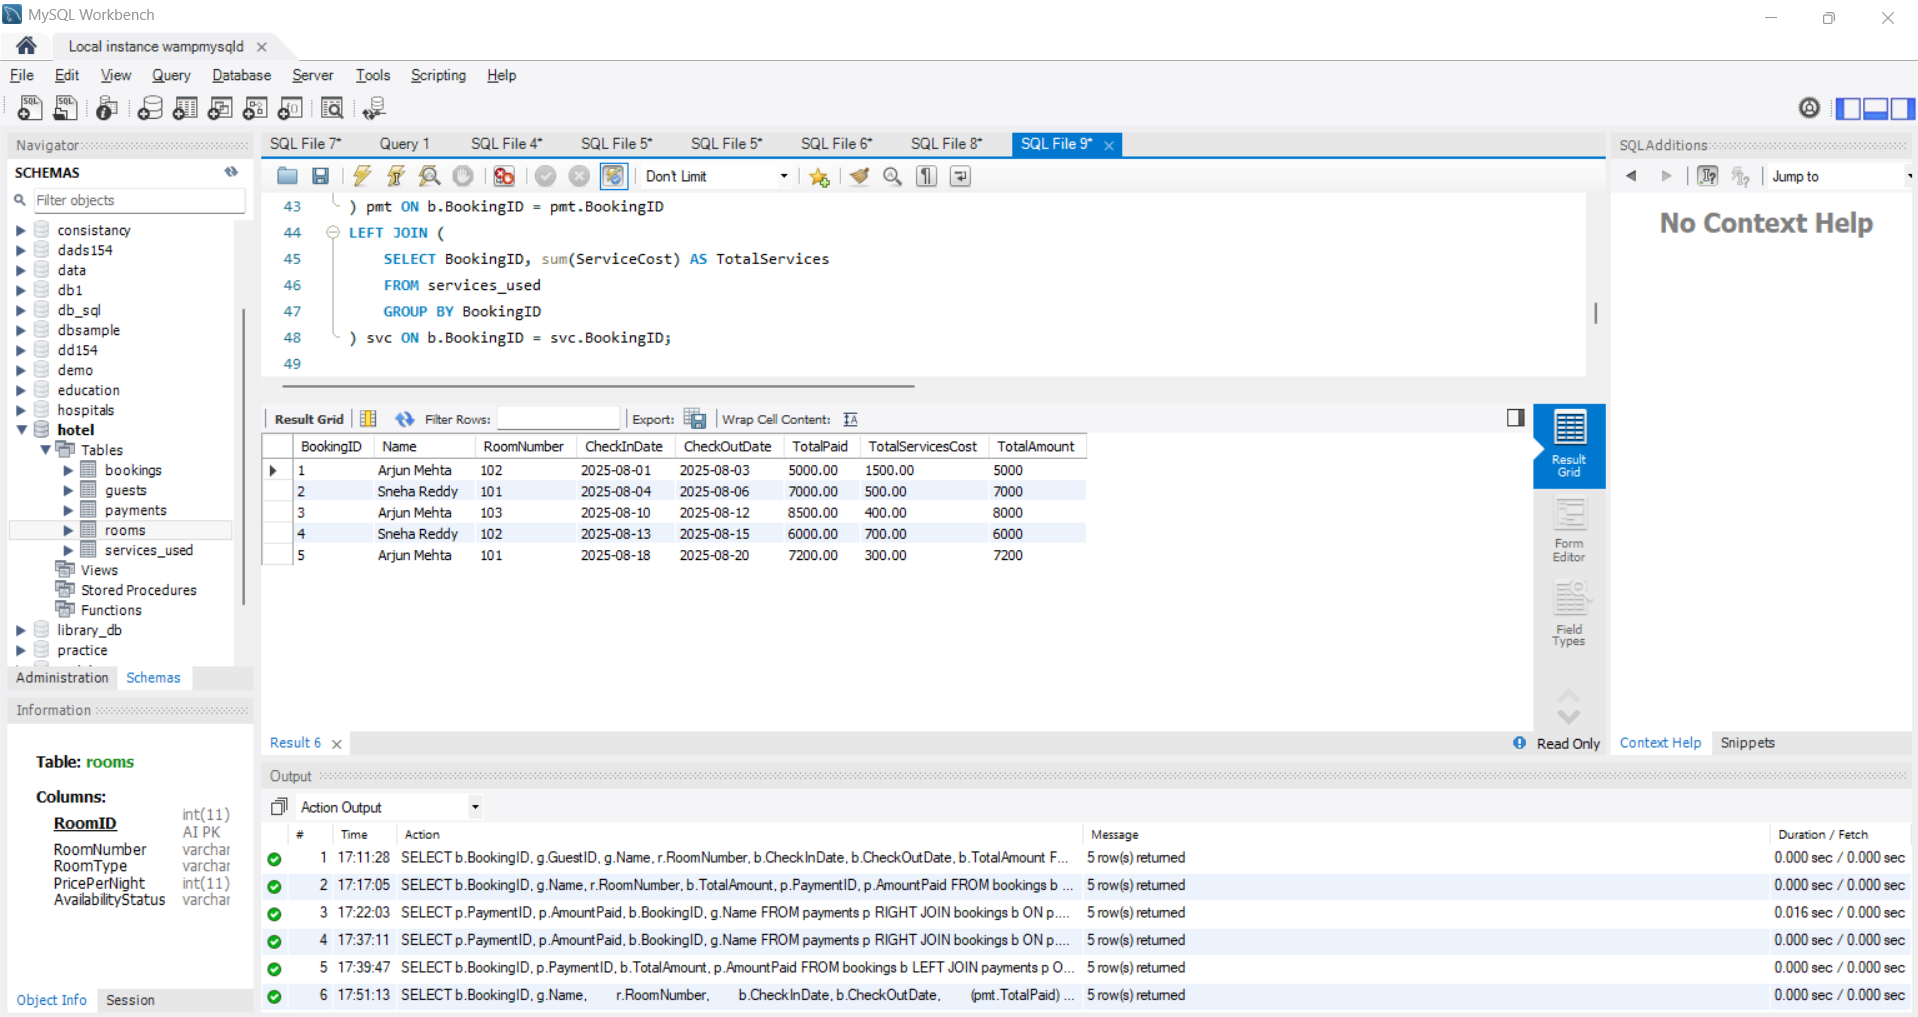 MySQL Workbench
Local instance wampmysqld
File Edit View Query Database Server Tools Scripting Help
Navigator
SCHEMAS
Filter objects
consistancy
dads154
data
db1
db_sql
dbsample
dd154
demo
education
hospitals
hotel
Tables
bookings
guests
payments
rooms
services_used
Views
Stored Procedures
Functions
library_db
practice
Administration Schemas
Information
Table: rooms
Columns:
RoomID int(11) AI PK
RoomNumber varchar
RoomType varchar
PricePerNight int(11)
AvailabilityStatus varchar
Object Info Session
SQL File 7* Query 1 SQL File 4* SQL File 5* SQL File 5* SQL File 6* SQL File 8* SQL File 9*
Don't Limit
43 ) pmt ON b.BookingID = pmt.BookingID
44 LEFT JOIN (
45 SELECT BookingID, sum(ServiceCost) AS TotalServices
46 FROM services_used
47 GROUP BY BookingID
48 ) svc ON b.BookingID = svc.BookingID;
49
Result Grid Filter Rows: Export: Wrap Cell Content:
BookingID Name RoomNumber CheckInDate CheckOutDate TotalPaid TotalServicesCost TotalAmount
1 Arjun Mehta 102 2025-08-01 2025-08-03 5000.00 1500.00 5000
2 Sneha Reddy 101 2025-08-04 2025-08-06 7000.00 500.00 7000
3 Arjun Mehta 103 2025-08-10 2025-08-12 8500.00 400.00 8000
4 Sneha Reddy 102 2025-08-13 2025-08-15 6000.00 700.00 6000
5 Arjun Mehta 101 2025-08-18 2025-08-20 7200.00 300.00 7200
Result Grid
Form Editor
Field Types
Result 6
Read Only
SQLAdditions
Jump to
No Context Help
Context Help Snippets
Output
Action Output
# Time Action Message Duration / Fetch
1 17:11:28 SELECT b.BookingID, g.GuestID, g.Name, r.RoomNumber, b.CheckInDate, b.CheckOutDate, b.TotalAmount F... 5 row(s) returned 0.000 sec / 0.000 sec
2 17:17:05 SELECT b.BookingID, g.Name, r.RoomNumber, b.TotalAmount, p.PaymentID, p.AmountPaid FROM bookings b ... 5 row(s) returned 0.000 sec / 0.000 sec
3 17:22:03 SELECT p.PaymentID, p.AmountPaid, b.BookingID, g.Name FROM payments p RIGHT JOIN bookings b ON p.... 5 row(s) returned 0.016 sec / 0.000 sec
4 17:37:11 SELECT p.PaymentID, p.AmountPaid, b.BookingID, g.Name FROM payments p RIGHT JOIN bookings b ON p.... 5 row(s) returned 0.000 sec / 0.000 sec
5 17:39:47 SELECT b.BookingID, p.PaymentID, b.TotalAmount, p.AmountPaid FROM bookings b LEFT JOIN payments p O... 5 row(s) returned 0.000 sec / 0.000 sec
6 17:51:13 SELECT b.BookingID, g.Name, r.RoomNumber, b.CheckInDate, b.CheckOutDate, (pmt.TotalPaid) ... 5 row(s) returned 0.000 sec / 0.000 sec